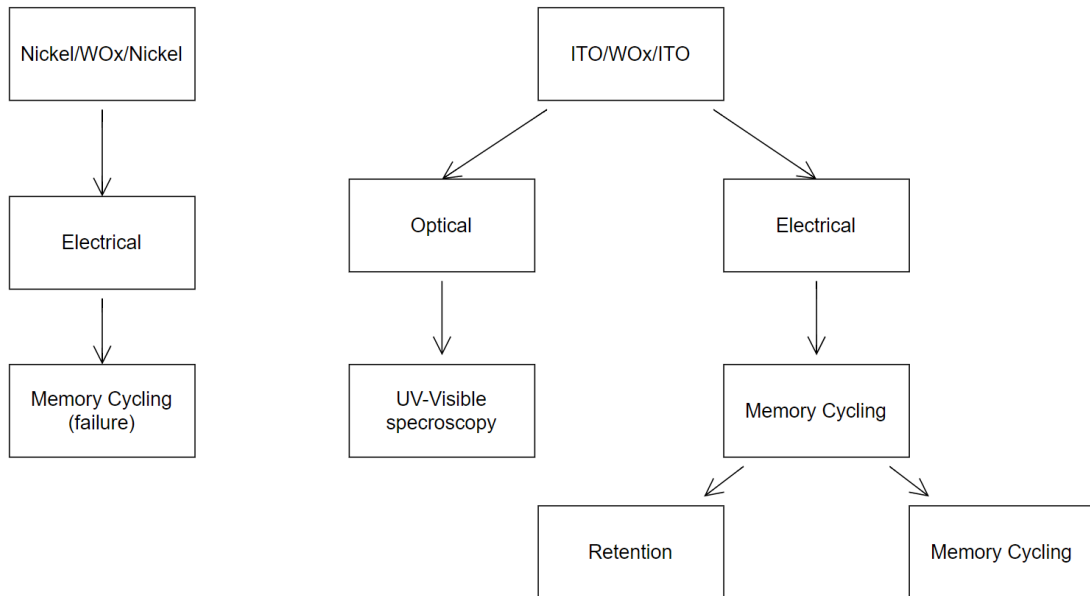 Nickel/WOx/Nickel
ITO/WOx/ITO
Electrical
Optical
Electrical
Memory Cycling
(failure)
UV-Visible
specroscopy
Memory Cycling
Retention
Memory Cycling